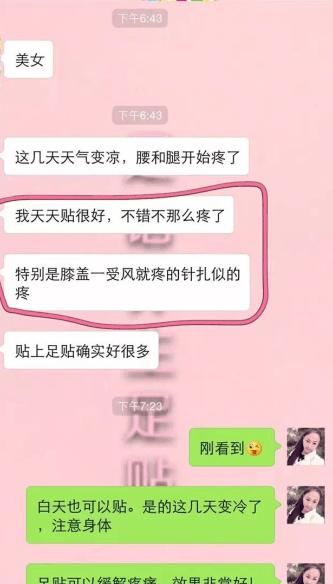 下午6:43
美女
下午6:43
这几天天气变凉，腰和腿开始疼了
我天天贴很好，不错不那么疼了
特别是膝盖一受风就疼的针扎似的
疼
贴上足贴确实好很多
下午7:23
刚看到
白天也可以贴。是的这几天变冷了
，注意身体
足贴可以缓解疼痛，效果非常好！
足贴